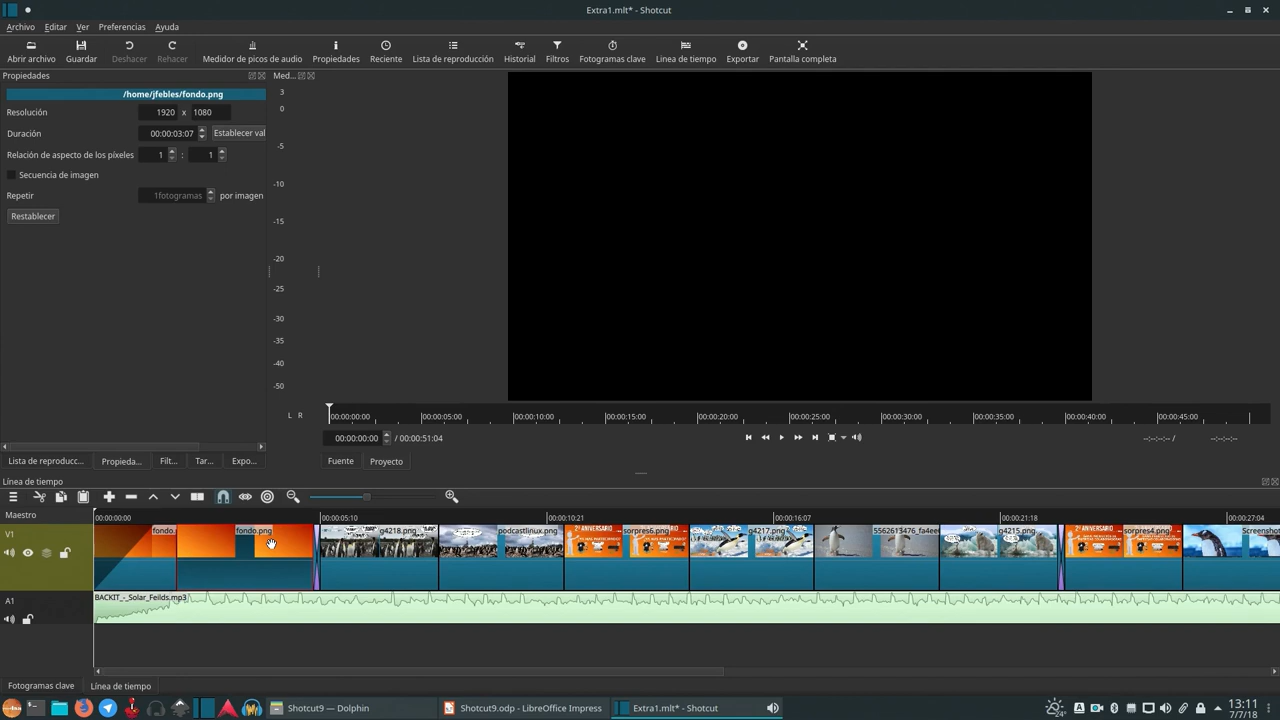 Extra1.mlt* - Shotcut
Archivo Editar Ver Preferencias Ayuda
Abrir archivo Guardar Deshacer Rehacer Medidor de picos de audio Propiedades Reciente Lista de reproducción Historial Filtros Fotogramas clave Linea de tiempo Exportar Pantalla completa
Propiedades
/home/jfebles/fondo.png
Resolución 1920 x 1080
Duración 00:00:03:07 Establecer val
Relación de aspecto de los píxeles 1 : 1
Secuencia de imagen
Repetir 1fotogramas por imagen
Restablecer
Med...
3
0
-5
-10
-15
-20
-25
-30
-35
-40
-50
L R
00:00:00:00 00:00:05:00 00:00:10:00 00:00:15:00 00:00:20:00 00:00:25:00 00:00:30:00 00:00:35:00 00:00:40:00 00:00:45:00
00:00:00:00 / 00:00:51:04 --:--:--:-- / --:--:--:--
Fuente Proyecto
Lista de reproducc... Propieda... Filt... Tar... Expo...
Línea de tiempo
Maestro 00:00:00:00 00:00:05:10 00:00:10:21 00:00:16:07 00:00:21:18 00:00:27:04
V1 fondo. fondo.png g4218.png podcastlinux.png sorpres6.png g4217.png 5562613476_fa4ee g4215.png sorpres4.png Screensho
A1 BACKIT_-_Solar_Feilds.mp3
Fotogramas clave Línea de tiempo
Shotcut9 — Dolphin Shotcut9.odp - LibreOffice Impress Extra1.mlt* - Shotcut
24°
13:11
7/7/18